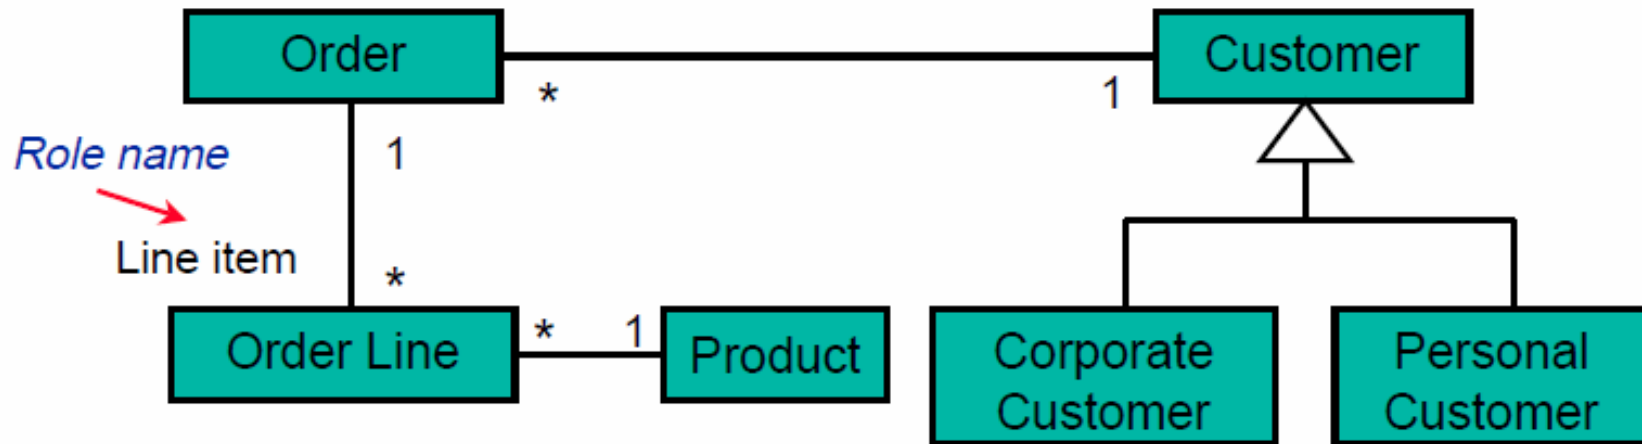 Order
Customer
*
1
Role name
1
Line item
*
Order Line
*
1
Product
Corporate
Customer
Personal
Customer